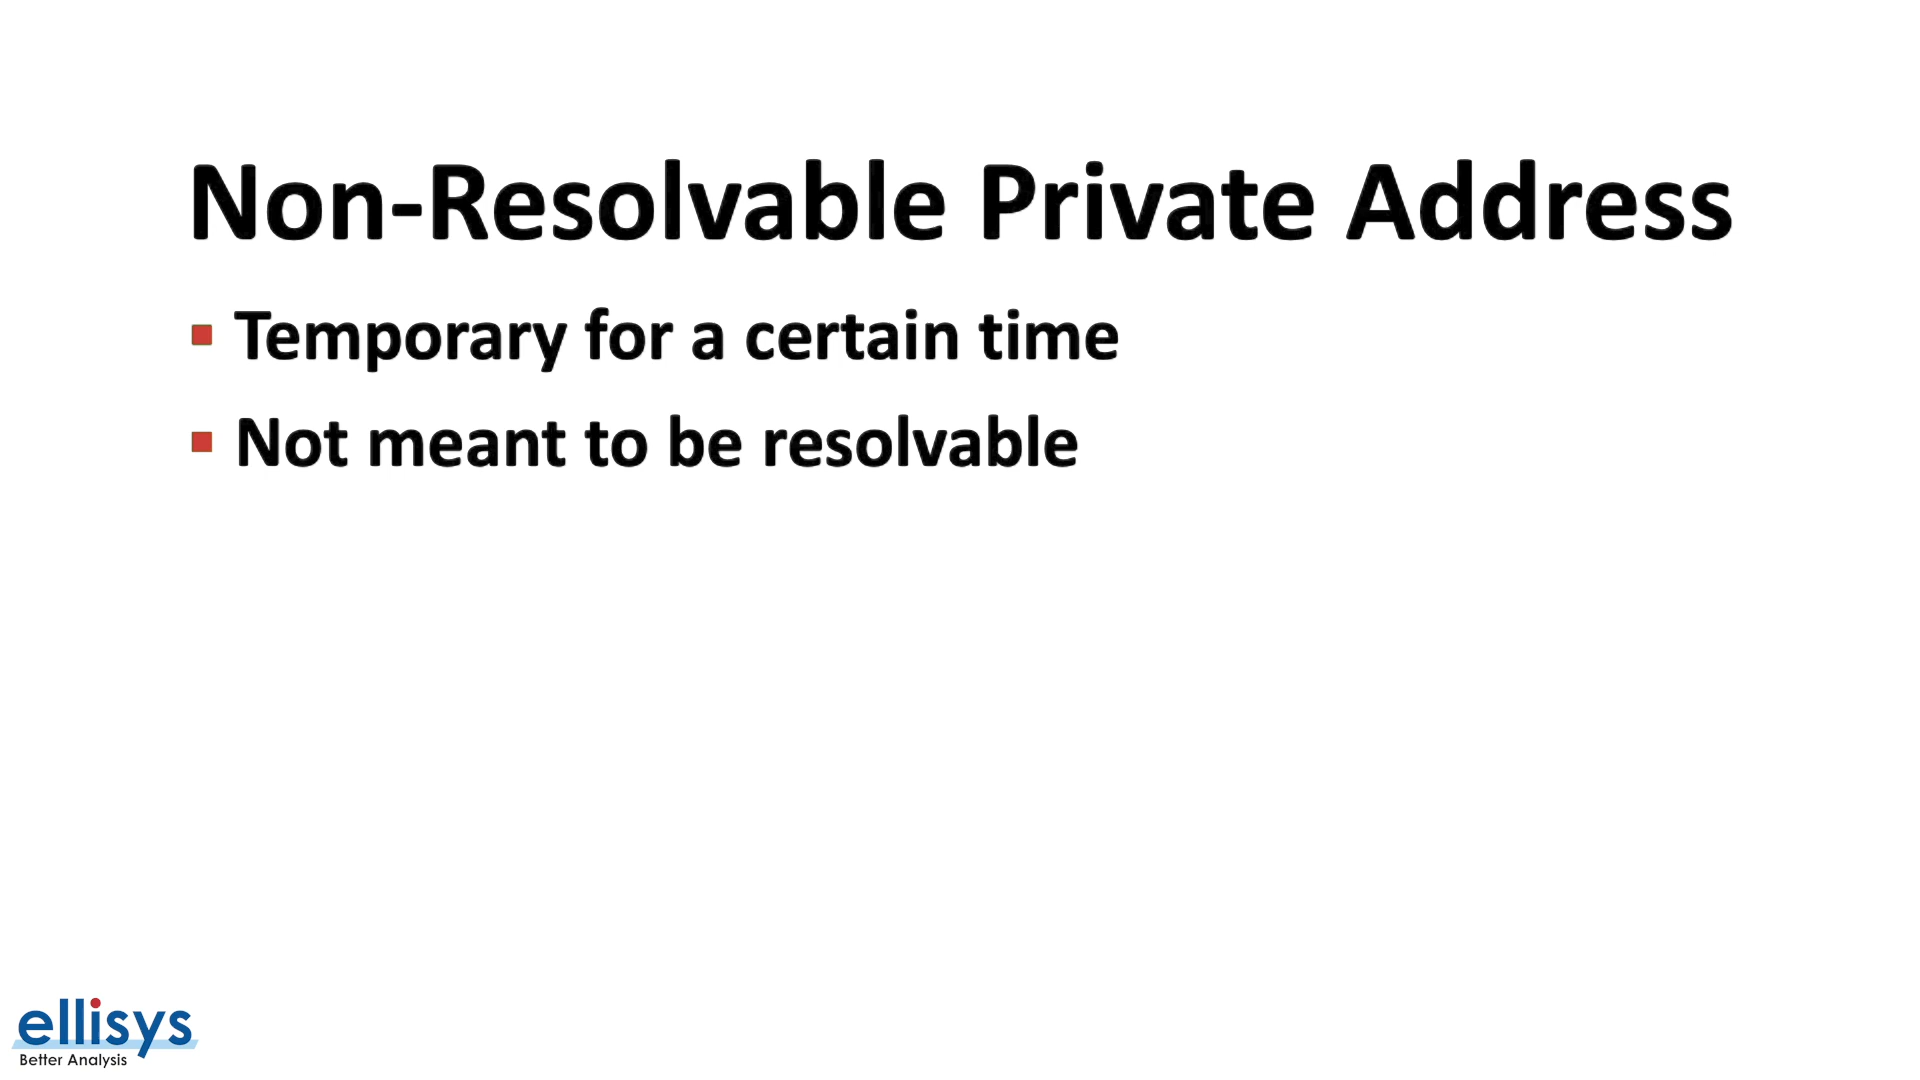 Non-Resolvable Private Address
Temporary for a certain time
Not meant to be resolvable
ellisys
Better Analysis